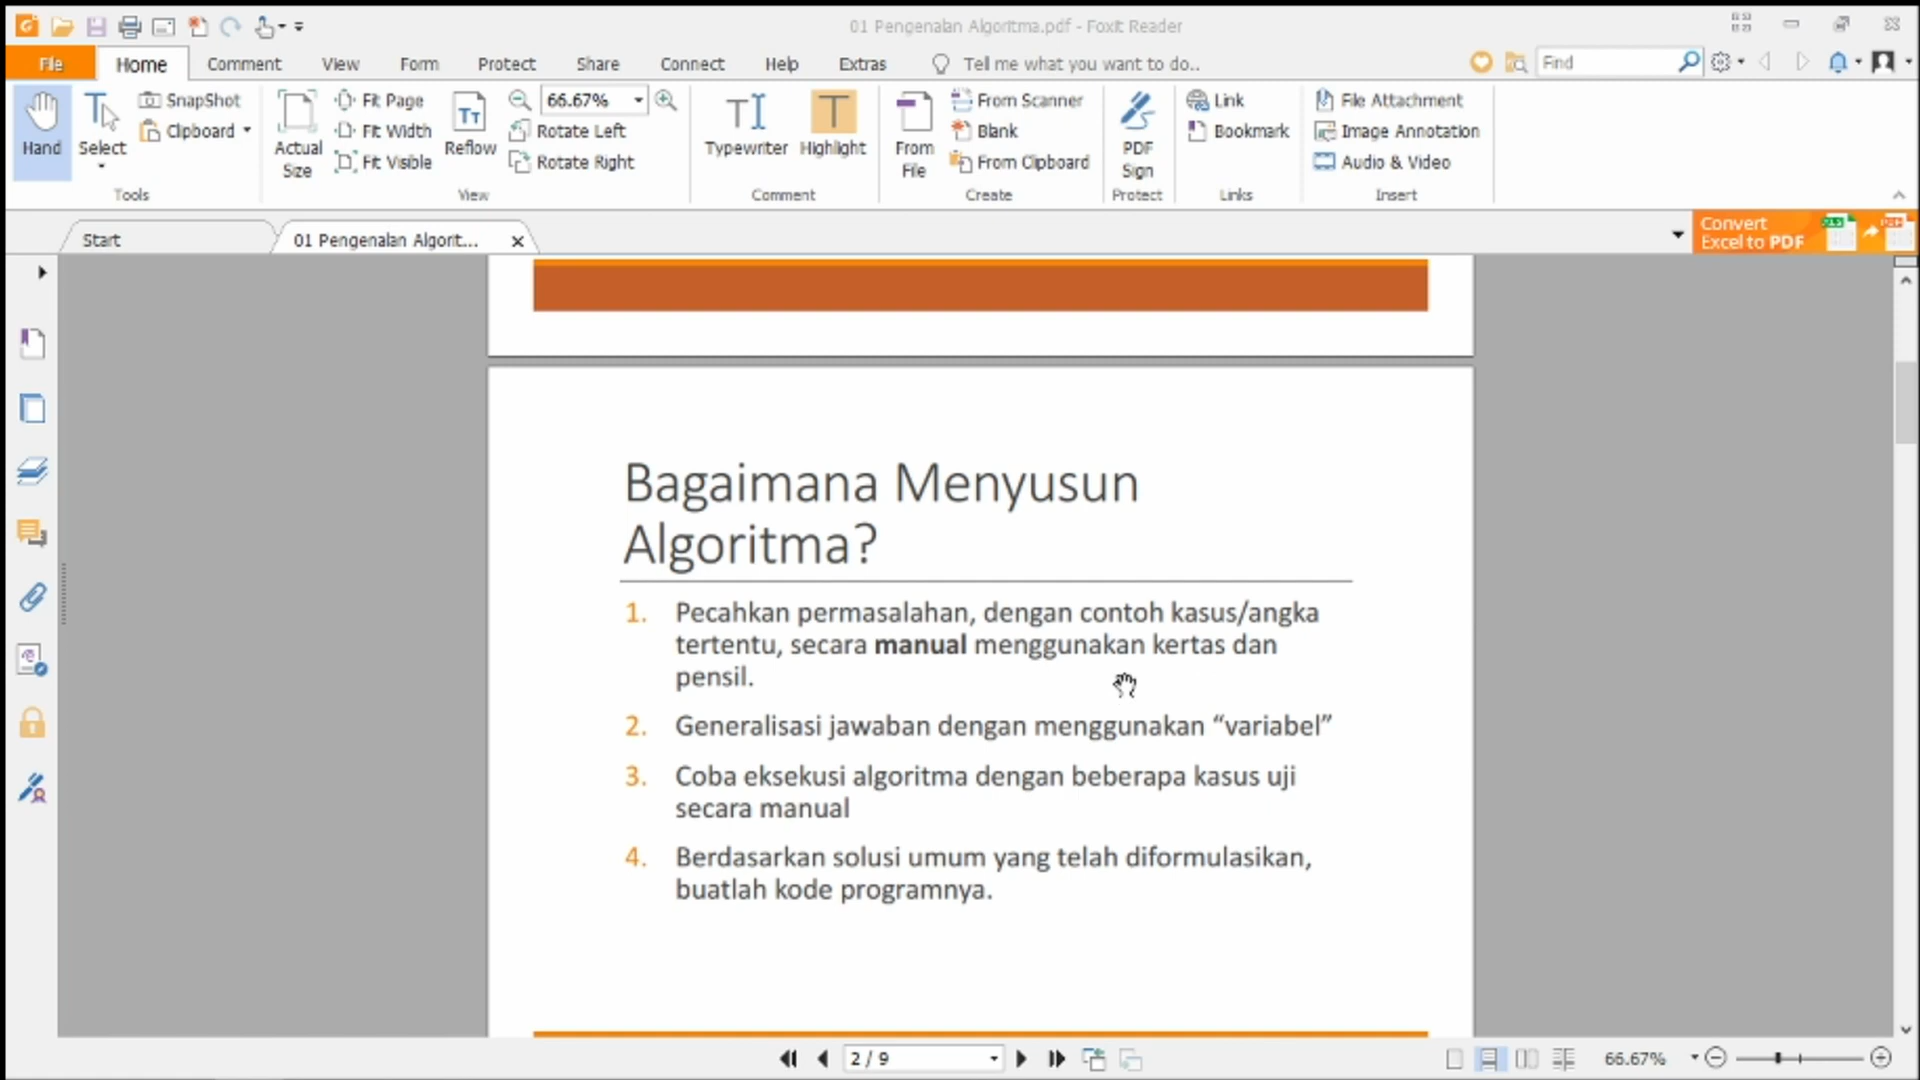 01 Pengenalan Algoritma.pdf - Foxit Reader
File Home Comment View Form Protect Share Connect Help Extras Tell me what you want to do.. Find
Hand
Select
SnapShot
Clipboard
Tools
Actual
Size
Fit Page
Fit Width
Fit Visible
Reflow
66.67%
Rotate Left
Rotate Right
View
Typewriter
Highlight
Comment
From
File
From Scanner
Blank
From Clipboard
Create
PDF
Sign
Protect
Link
Bookmark
Links
File Attachment
Image Annotation
Audio & Video
Insert
Start
01 Pengenalan Algorit...
Convert
Excel to PDF
Bagaimana Menyusun
Algoritma?
1. Pecahkan permasalahan, dengan contoh kasus/angka
tertentu, secara manual menggunakan kertas dan
pensil.
2. Generalisasi jawaban dengan menggunakan “variabel”
3. Coba eksekusi algoritma dengan beberapa kasus uji
secara manual
4. Berdasarkan solusi umum yang telah diformulasikan,
buatlah kode programnya.
2 / 9
66.67%